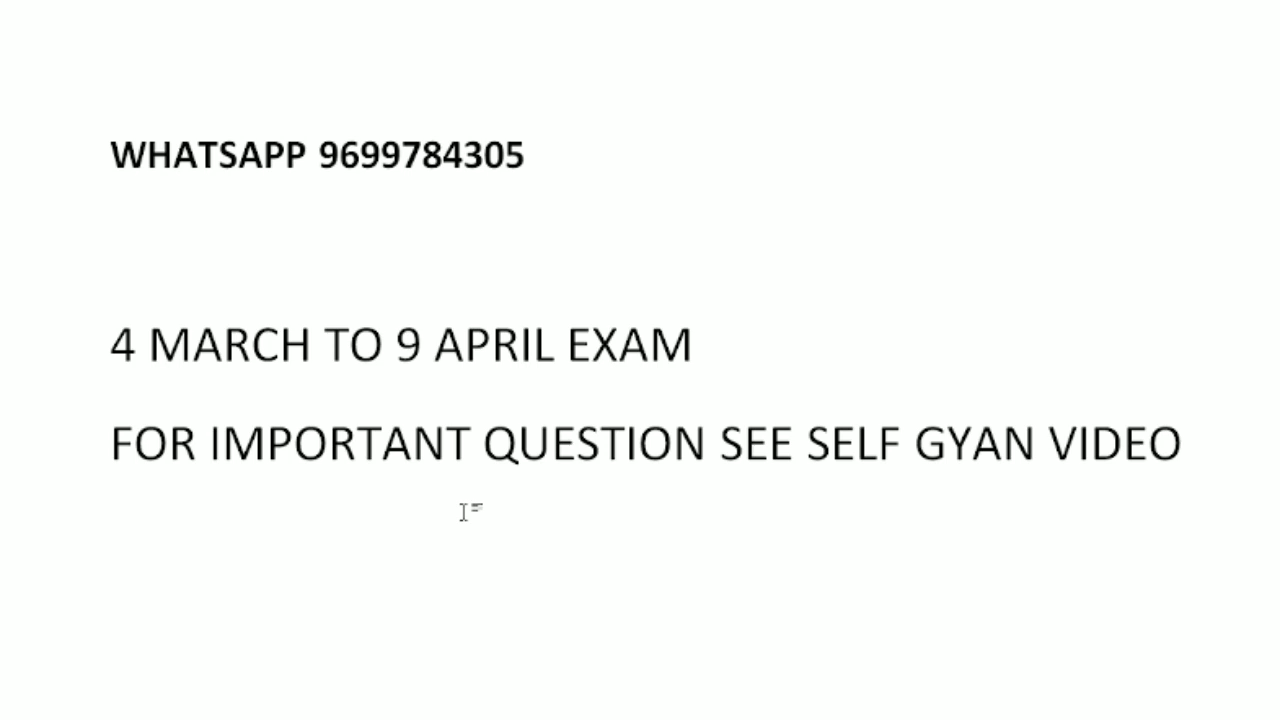 WHATSAPP 9699784305
4 MARCH TO 9 APRIL EXAM
FOR IMPORTANT QUESTION SEE SELF GYAN VIDEO